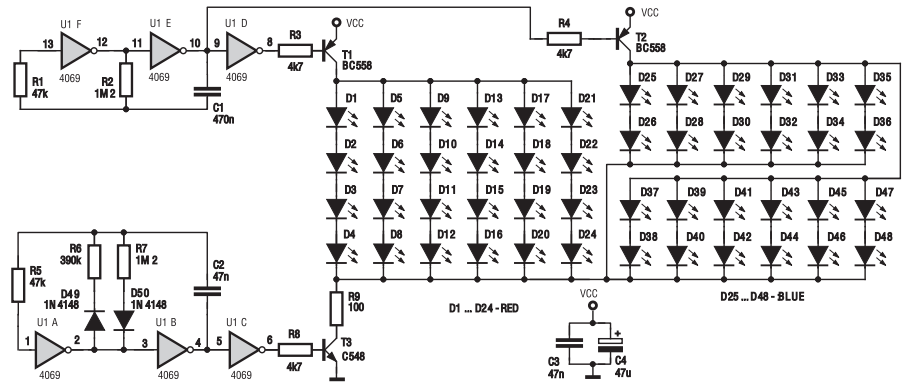 U1 F
U1 E
U1 D
13
12
11
10
9
8
4069
4069
4069
R1
47k
R2
1M2
C1
470n
R3
4k7
VCC
T1
BC558
R4
4k7
VCC
T2
BC558
D1
D5
D9
D13
D17
D21
D2
D6
D10
D14
D18
D22
D3
D7
D11
D15
D19
D23
D4
D8
D12
D16
D20
D24
D25
D27
D29
D31
D33
D35
D26
D28
D30
D32
D34
D36
D37
D39
D41
D43
D45
D47
D38
D40
D42
D44
D46
D48
R5
47k
R6
390k
R7
1M2
C2
47n
D49
1N4148
D50
1N4148
U1 A
U1 B
U1 C
1
2
3
4
5
6
4069
4069
4069
R8
4k7
R9
100
T3
C548
D1 ... D24 - RED
D25 ... D48 - BLUE
VCC
C3
47n
+
C4
47u